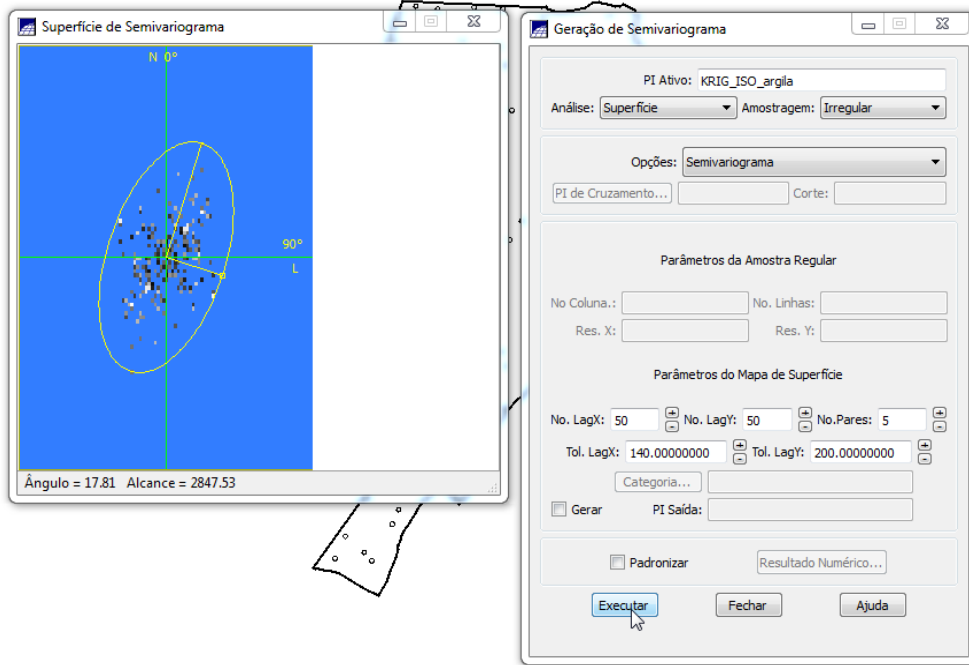 Superfície de Semivariograma
N 0°
90°
L
Ângulo = 17.81 Alcance = 2847.53
Geração de Semivariograma
PI Ativo: KRIG_ISO_argila
Análise: Superfície Amostragem: Irregular
Opções: Semivariograma
PI de Cruzamento... Corte:
Parâmetros da Amostra Regular
No Coluna.: No. Linhas:
Res. X: Res. Y:
Parâmetros do Mapa de Superfície
No. LagX: 50 No. LagY: 50 No.Pares: 5
Tol. LagX: 140.00000000 Tol. LagY: 200.00000000
Categoria...
Gerar PI Saída:
Padronizar Resultado Numérico...
Executar Fechar Ajuda